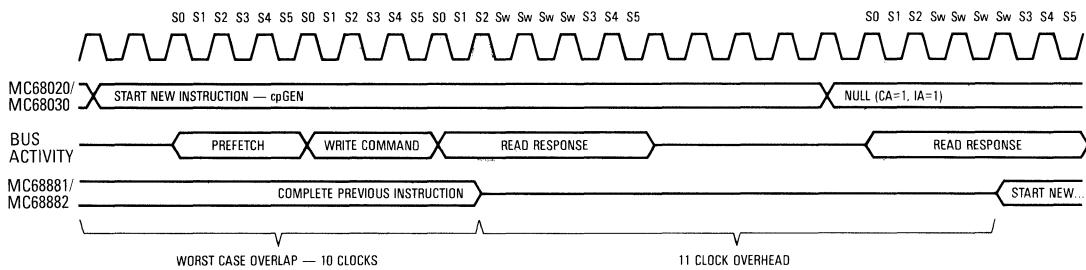 S0 S1 S2 S3 S4 S5 S0 S1 S2 S3 S4 S5 S0 S1 S2 Sw Sw Sw Sw S3 S4 S5 S0 S1 S2 Sw Sw Sw Sw S3 S4 S5
MC68020/
MC68030
START NEW INSTRUCTION — cpGEN
NULL (CA=1, IA=1)
BUS
ACTIVITY
PREFETCH
WRITE COMMAND
READ RESPONSE
READ RESPONSE
MC68881/
MC68882
COMPLETE PREVIOUS INSTRUCTION
START NEW...
WORST CASE OVERLAP — 10 CLOCKS
11 CLOCK OVERHEAD